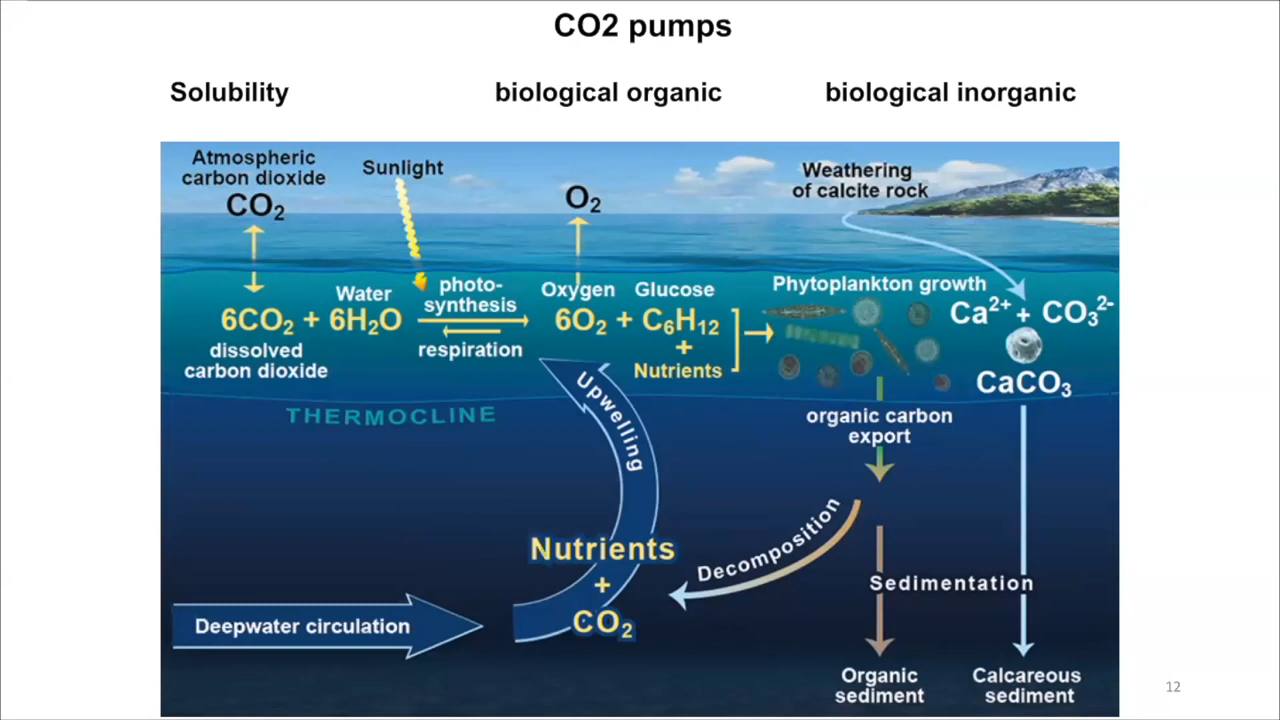 CO2 pumps
Solubility
biological organic
biological inorganic
Atmospheric
carbon dioxide
CO₂
Sunlight
O₂
Weathering
of calcite rock
Water
photo-
synthesis
Oxygen
Glucose
Phytoplankton growth
6CO₂ + 6H₂O
6O₂ + C₆H₁₂
Ca²⁺ + CO₃²⁻
dissolved
carbon dioxide
respiration
+
Nutrients
CaCO₃
THERMOCLINE
Upwelling
organic carbon
export
Nutrients
+
CO₂
Decomposition
Sedimentation
Deepwater circulation
Organic
sediment
Calcareous
sediment
12